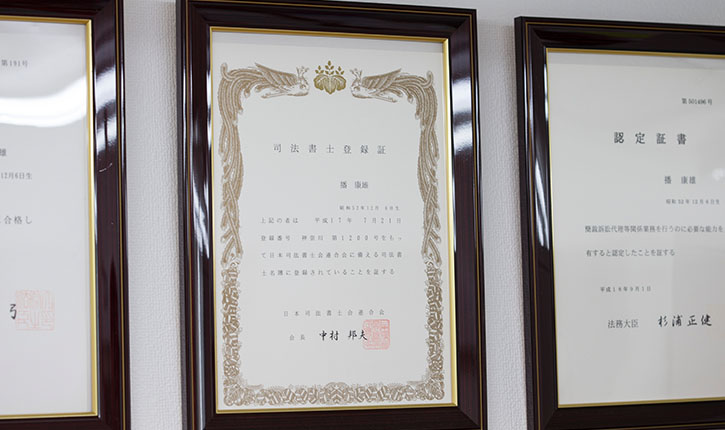 第191号
雄
12月6日生
合格し
司法書士登録証
播 康雄
昭和52年12月 6日生
上記の者は 平成17年 7月21日
登録番号 神奈川 第1200号をもっ
て日本司法書士会連合会に備える司法書
士名簿に登録されていることを証する
日本司法書士会連合会
会長 中村 邦夫
第501496号
認定証書
播 康雄
昭和52年12月6日生
簡裁訴訟代理等関係業務を行うのに必要な能力を
有すると認定したことを証する
平成18年9月1日
法務大臣 杉浦正健